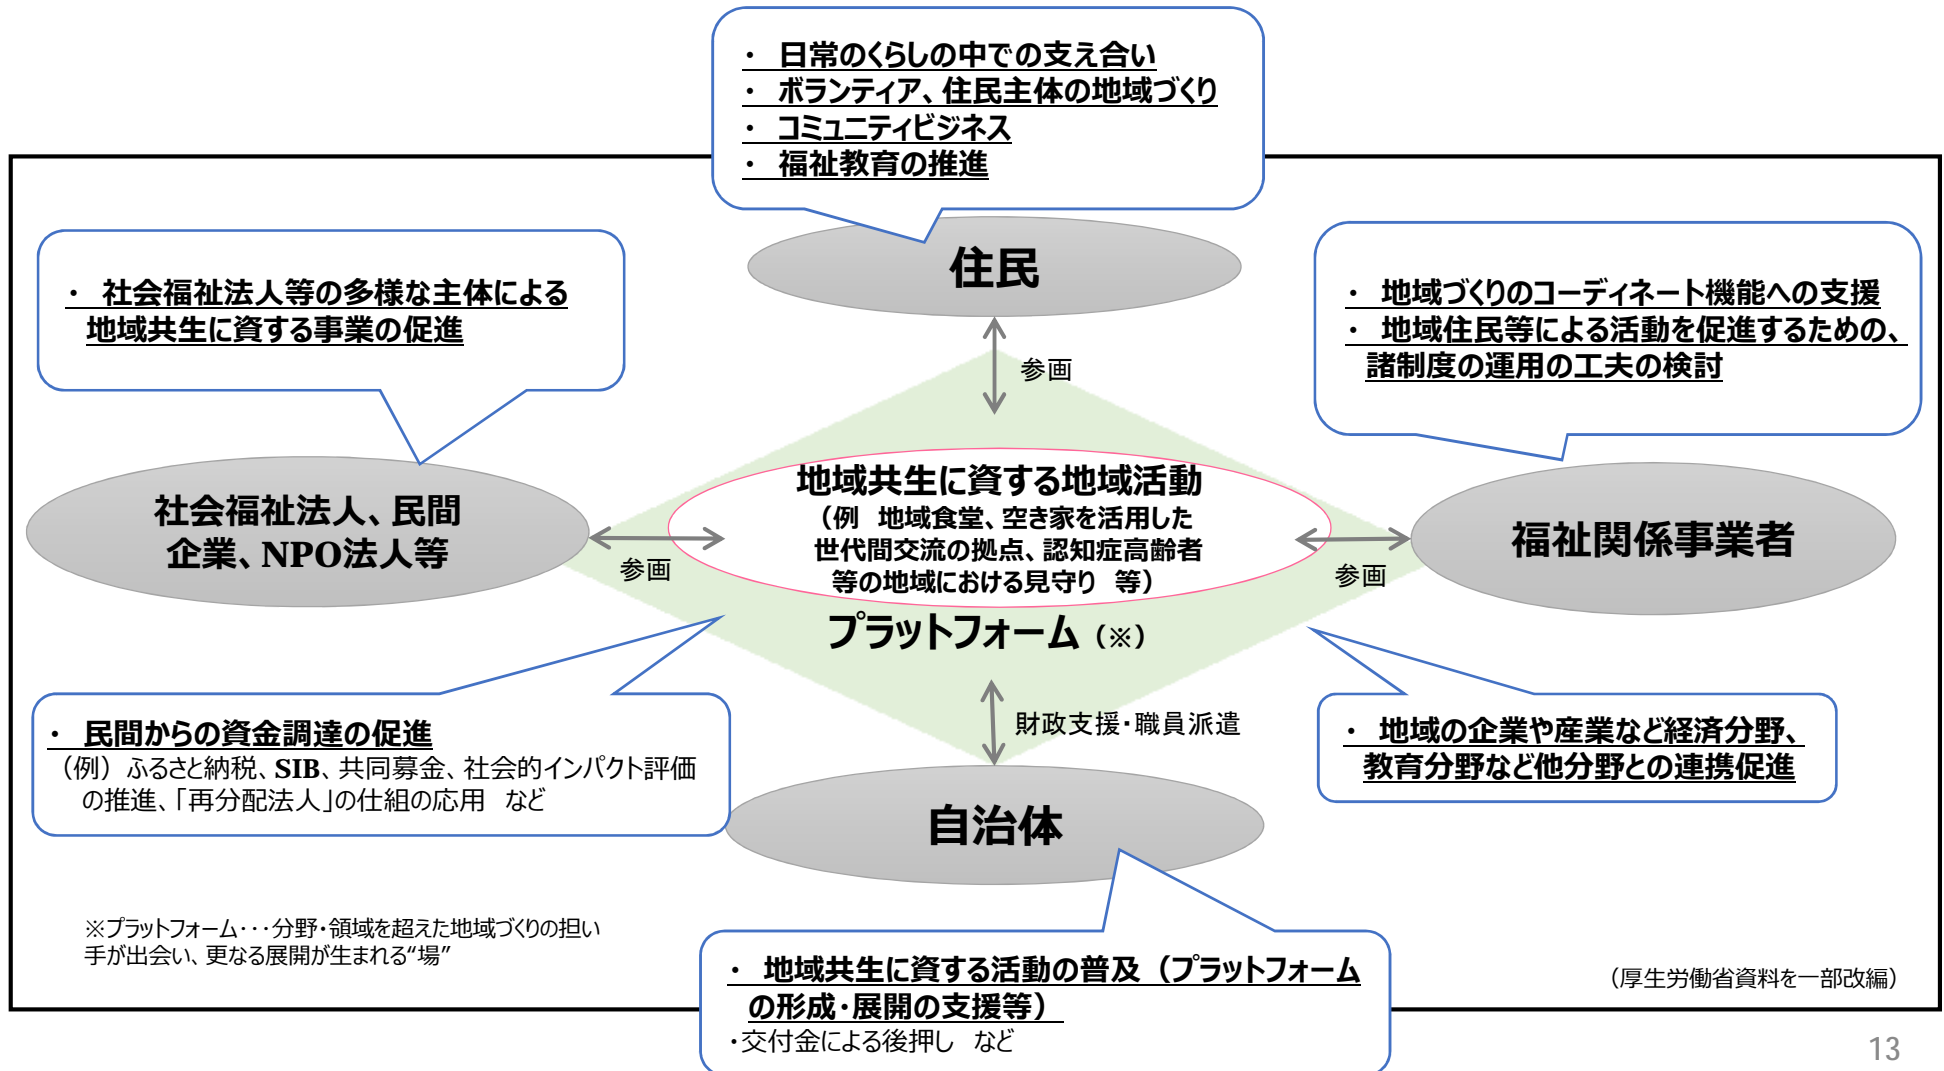 ・ 日常のくらしの中での支え合い
・ ボランティア、住民主体の地域づくり
・ コミュニティビジネス
・ 福祉教育の推進
住民
・ 社会福祉法人等の多様な主体による
地域共生に資する事業の促進
・ 地域づくりのコーディネート機能への支援
・ 地域住民等による活動を促進するための、
諸制度の運用の工夫の検討
参画
社会福祉法人、民間
企業、NPO法人等
参画
地域共生に資する地域活動
（例 地域食堂、空き家を活用した
世代間交流の拠点、認知症高齢者
等の地域における見守り 等）
プラットフォーム（※）
参画
福祉関係事業者
・ 民間からの資金調達の促進
（例）ふるさと納税、SIB、共同募金、社会的インパクト評価
の推進、「再分配法人」の仕組の応用 など
財政支援・職員派遣
・ 地域の企業や産業など経済分野、
教育分野など他分野との連携促進
自治体
※プラットフォーム・・・分野・領域を超えた地域づくりの担い
手が出会い、更なる展開が生まれる“場”
・ 地域共生に資する活動の普及（プラットフォーム
の形成・展開の支援等）
・交付金による後押し など
（厚生労働省資料を一部改編）
13